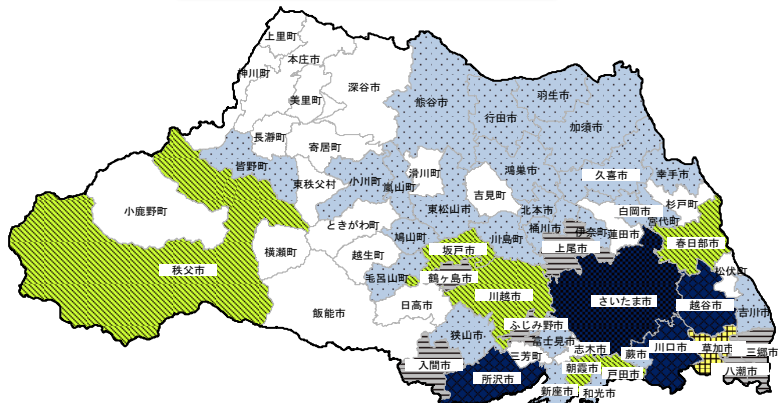 上里町
本庄市
神川町
美里町
深谷市
熊谷市
羽生市
行田市
加須市
長瀞町
寄居町
皆野町
東秩父村
小川町
嵐山町
滑川町
吉見町
鴻巣市
久喜市
幸手市
小鹿野町
ときがわ町
東松山市
北本市
白岡市
杉戸町
宮代町
横瀬町
越生町
鳩山町
川島町
桶川市
伊奈町
蓮田市
上尾市
坂戸市
春日部市
秩父市
毛呂山町
鶴ヶ島市
松伏町
飯能市
日高市
川越市
さいたま市
越谷市
吉川市
ふじみ野市
狭山市
富士見市
三芳町
志木市
蕨市
川口市
草加市
三郷市
入間市
所沢市
朝霞市
戸田市
八潮市
新座市
和光市